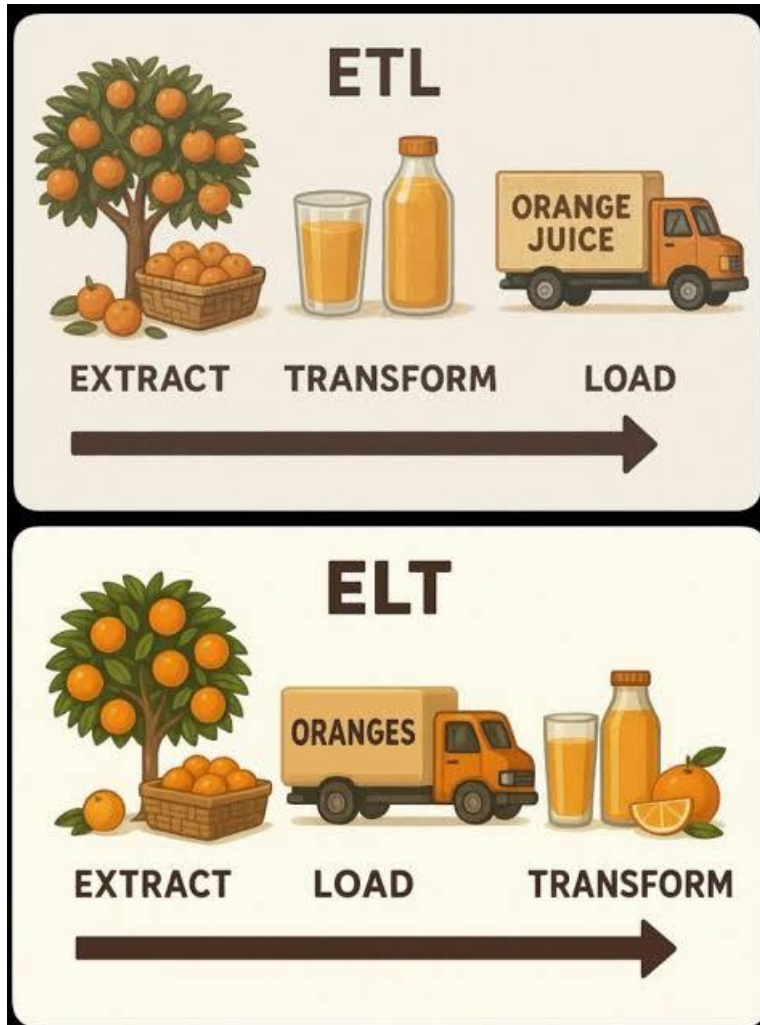 ETL
ORANGE
JUICE
EXTRACT TRANSFORM LOAD
ELT
ORANGES
EXTRACT LOAD TRANSFORM